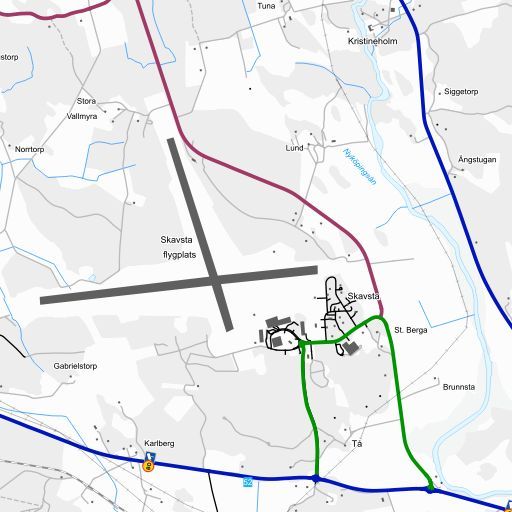 Tuna
Kristineholm
storp
Siggetorp
Stora
Vallmyra
Norrtorp
Lund
Ängstugan
Nyköpingsån
Skavsta
flygplats
Skavsta
St. Berga
Gabrielstorp
Brunnsta
Karlberg
Tå
52